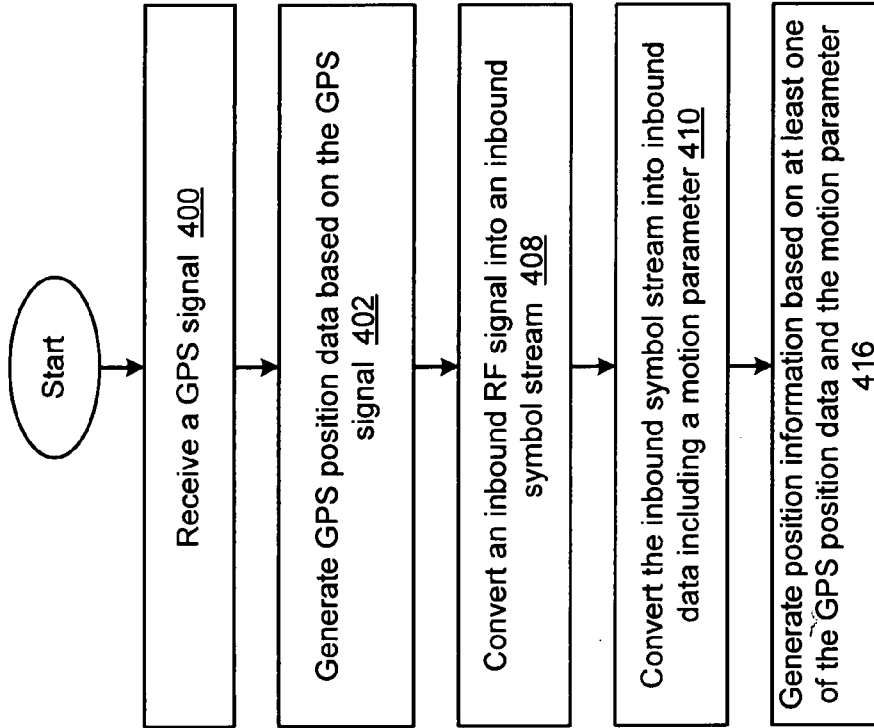 Start
Receive a GPS signal 400
Generate GPS position data based on the GPS
signal 402
Convert an inbound RF signal into an inbound
symbol stream 408
Convert the inbound symbol stream into inbound
data including a motion parameter 410
Generate position information based on at least one
of the GPS position data and the motion parameter
416